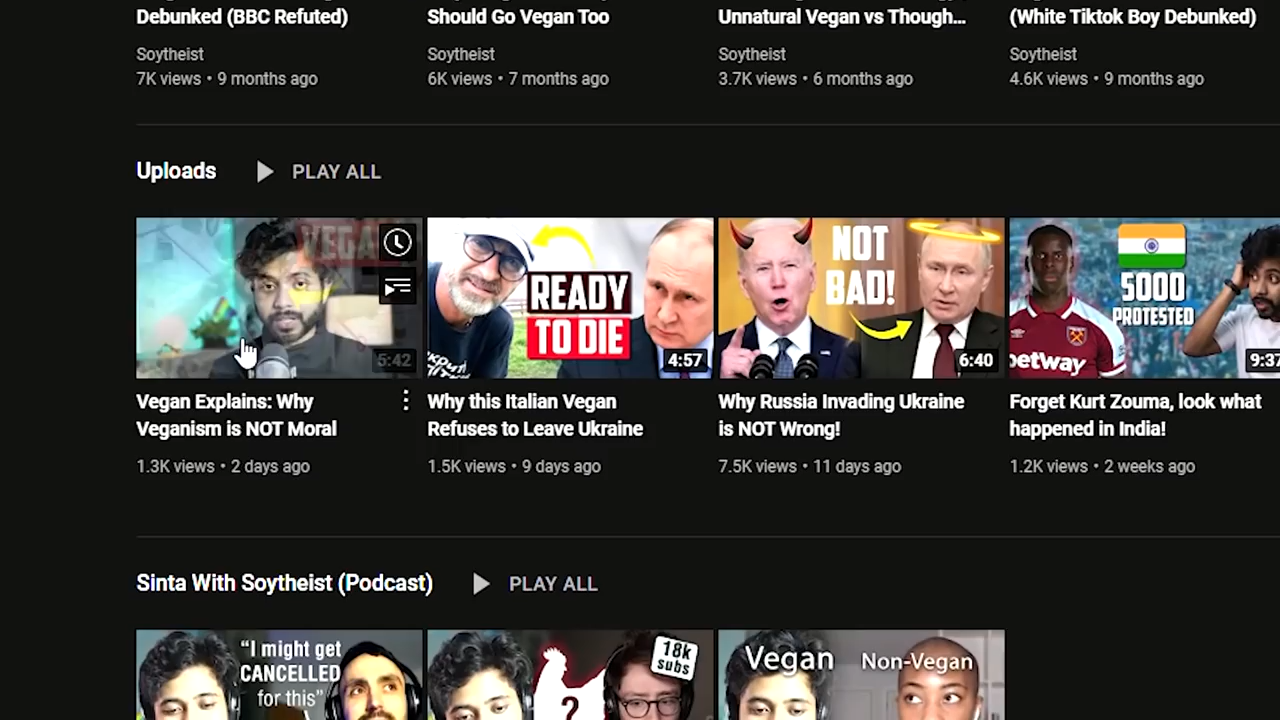 Debunked (BBC Refuted)
Should Go Vegan Too
Unnatural Vegan vs Though...
(White Tiktok Boy Debunked)
Soytheist
Soytheist
Soytheist
Soytheist
7K views • 9 months ago
6K views • 7 months ago
3.7K views • 6 months ago
4.6K views • 9 months ago
Uploads
PLAY ALL
5:42
READY
TO DIE
4:57
NOT
BAD!
6:40
5000
PROTESTED
betway
9:37
Vegan Explains: Why
Veganism is NOT Moral
Why this Italian Vegan
Refuses to Leave Ukraine
Why Russia Invading Ukraine
is NOT Wrong!
Forget Kurt Zouma, look what
happened in India!
1.3K views • 2 days ago
1.5K views • 9 days ago
7.5K views • 11 days ago
1.2K views • 2 weeks ago
Sinta With Soytheist (Podcast)
PLAY ALL
"I might get
CANCELLED
for this"
18k
subs
?
Vegan
Non-Vegan